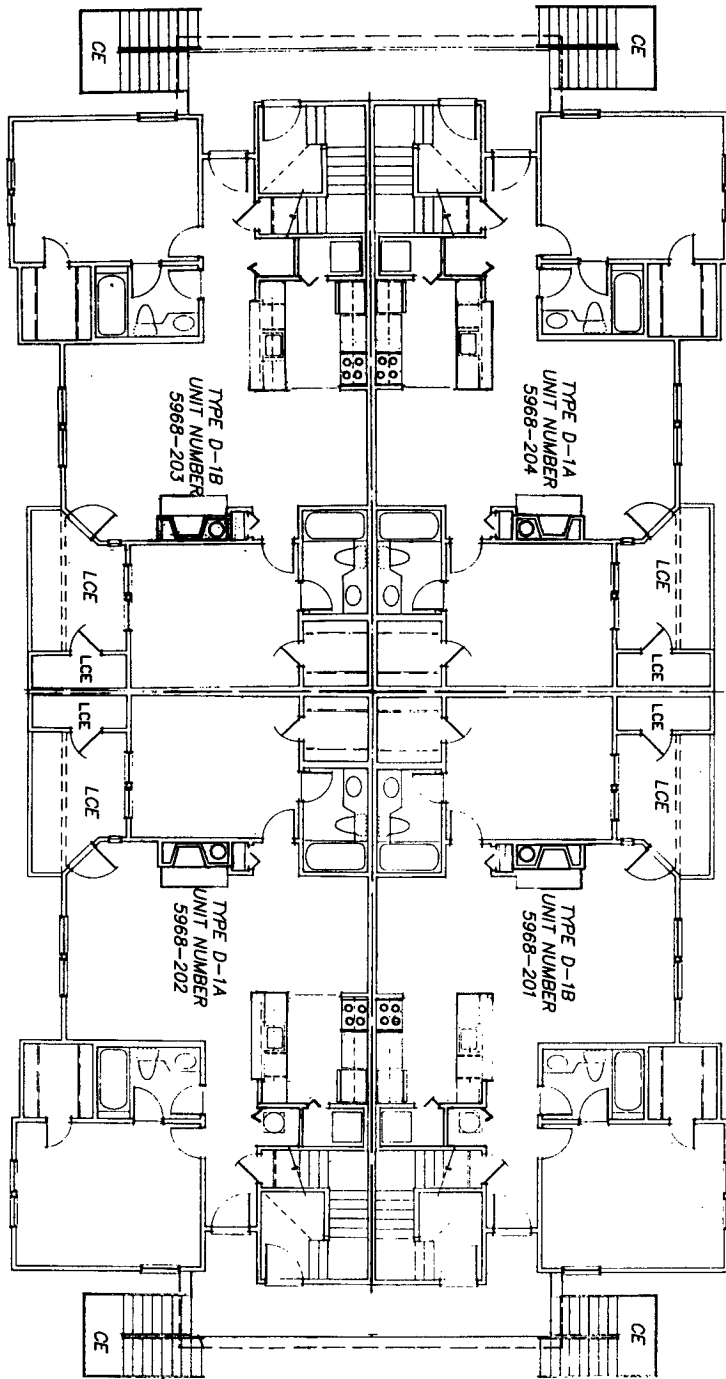 CE
CE
TYPE D-1B
UNIT NUMBER
5968-203
TYPE D-1A
UNIT NUMBER
5968-204
LCE
LCE
LCE
LCE
LCE
LCE
LCE
LCE
TYPE D-1A
UNIT NUMBER
5968-202
TYPE D-1B
UNIT NUMBER
5968-201
CE
CE